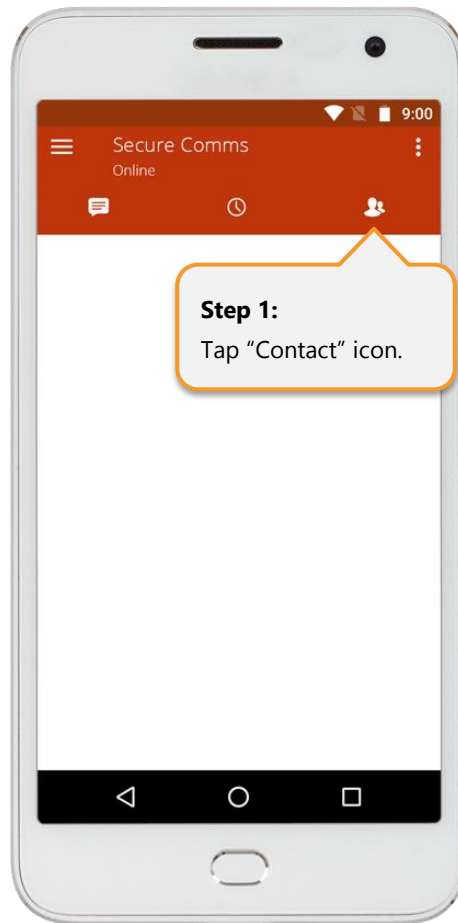 9:00
Secure Comms
Online
Step 1:
Tap “Contact” icon.